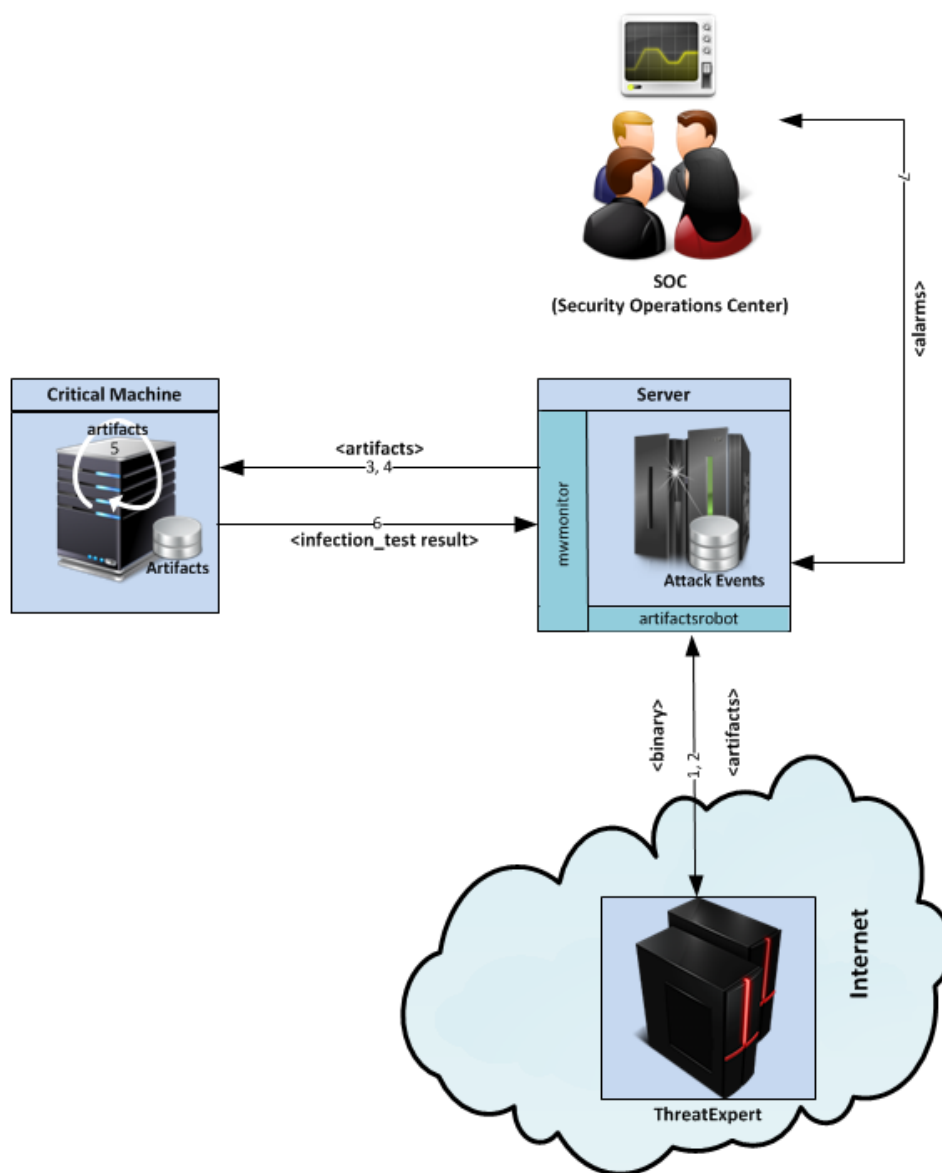 SOC
(Security Operations Center)
7
<alarms>
Critical Machine
artifacts
5
Artifacts
<artifacts>
3, 4
6
<infection_test result>
Server
mwmonitor
Attack Events
artifactsrobot
<binary>
1, 2
<artifacts>
Internet
ThreatExpert